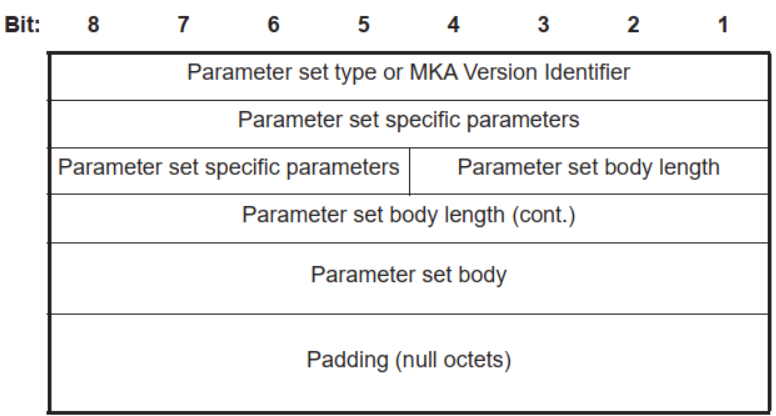 Bit: 8 7 6 5 4 3 2 1
Parameter set type or MKA Version Identifier
Parameter set specific parameters
Parameter set specific parameters Parameter set body length
Parameter set body length (cont.)
Parameter set body
Padding (null octets)